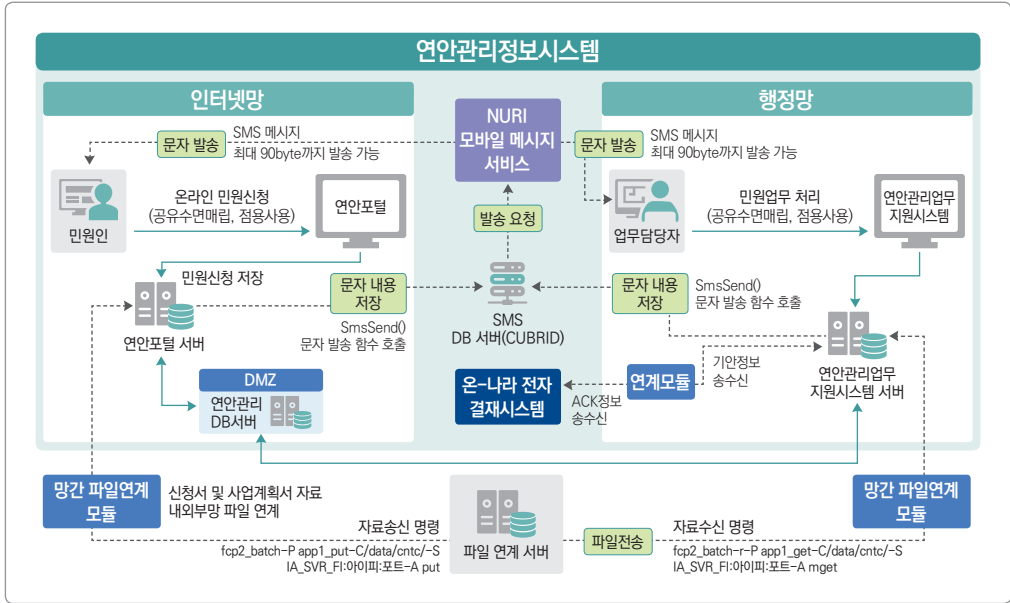 연안관리정보시스템
인터넷망
문자 발송
SMS 메시지
최대 90byte까지 발송 가능
민원인
온라인 민원신청
(공유수면매립, 점용사용)
연안포털
민원신청 저장
연안포털 서버
문자 내용
저장
SmsSend()
문자 발송 함수 호출
DMZ
연안관리
DB서버
NURI
모바일 메시지
서비스
발송 요청
SMS
DB 서버(CUBRID)
온-나라 전자
결재시스템
행정망
문자 발송
SMS 메시지
최대 90byte까지 발송 가능
업무담당자
민원업무 처리
(공유수면매립, 점용사용)
연안관리업무
지원시스템
문자 내용
저장
SmsSend()
문자 발송 함수 호출
연계모듈
ACK정보
송수신
기안정보
송수신
연안관리업무
지원시스템 서버
망간 파일연계
모듈
신청서 및 사업계획서 자료
내외부망 파일 연계
자료송신 명령
fcp2_batch-P app1_put-C/data/cntc/-S
IA_SVR_FI:아이피:포트-A put
파일 연계 서버
파일전송
자료수신 명령
fcp2_batch-r-P app1_get-C/data/cntc/-S
IA_SVR_FI:아이피:포트-A mget
망간 파일연계
모듈